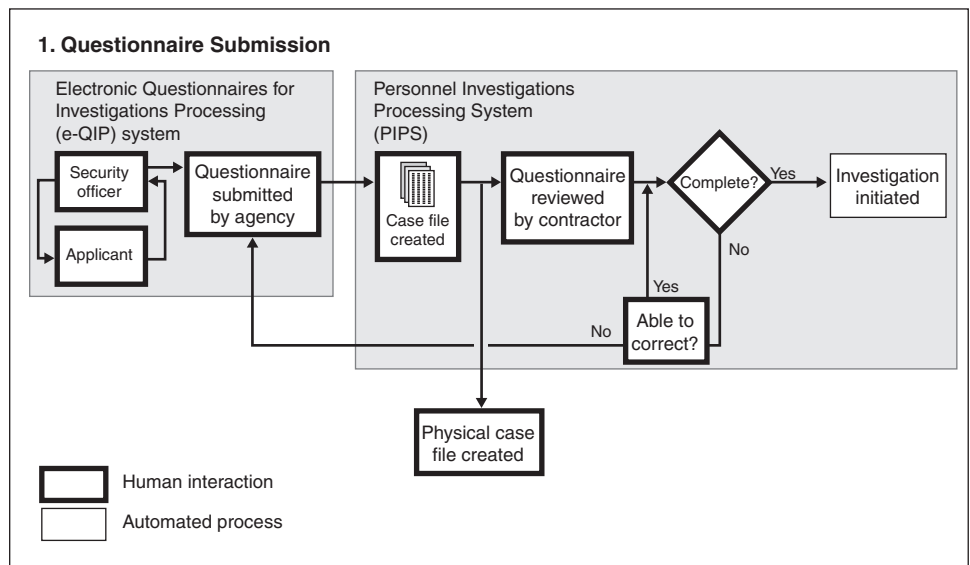 1. Questionnaire Submission
Electronic Questionnaires for
Investigations Processing
(e-QIP) system
Security
officer
Applicant
Questionnaire
submitted
by agency
Personnel Investigations
Processing System
(PIPS)
Case file
created
Questionnaire
reviewed
by contractor
Complete?
Yes
Investigation
initiated
No
Yes
Able to
correct?
No
Physical case
file created
Human interaction
Automated process